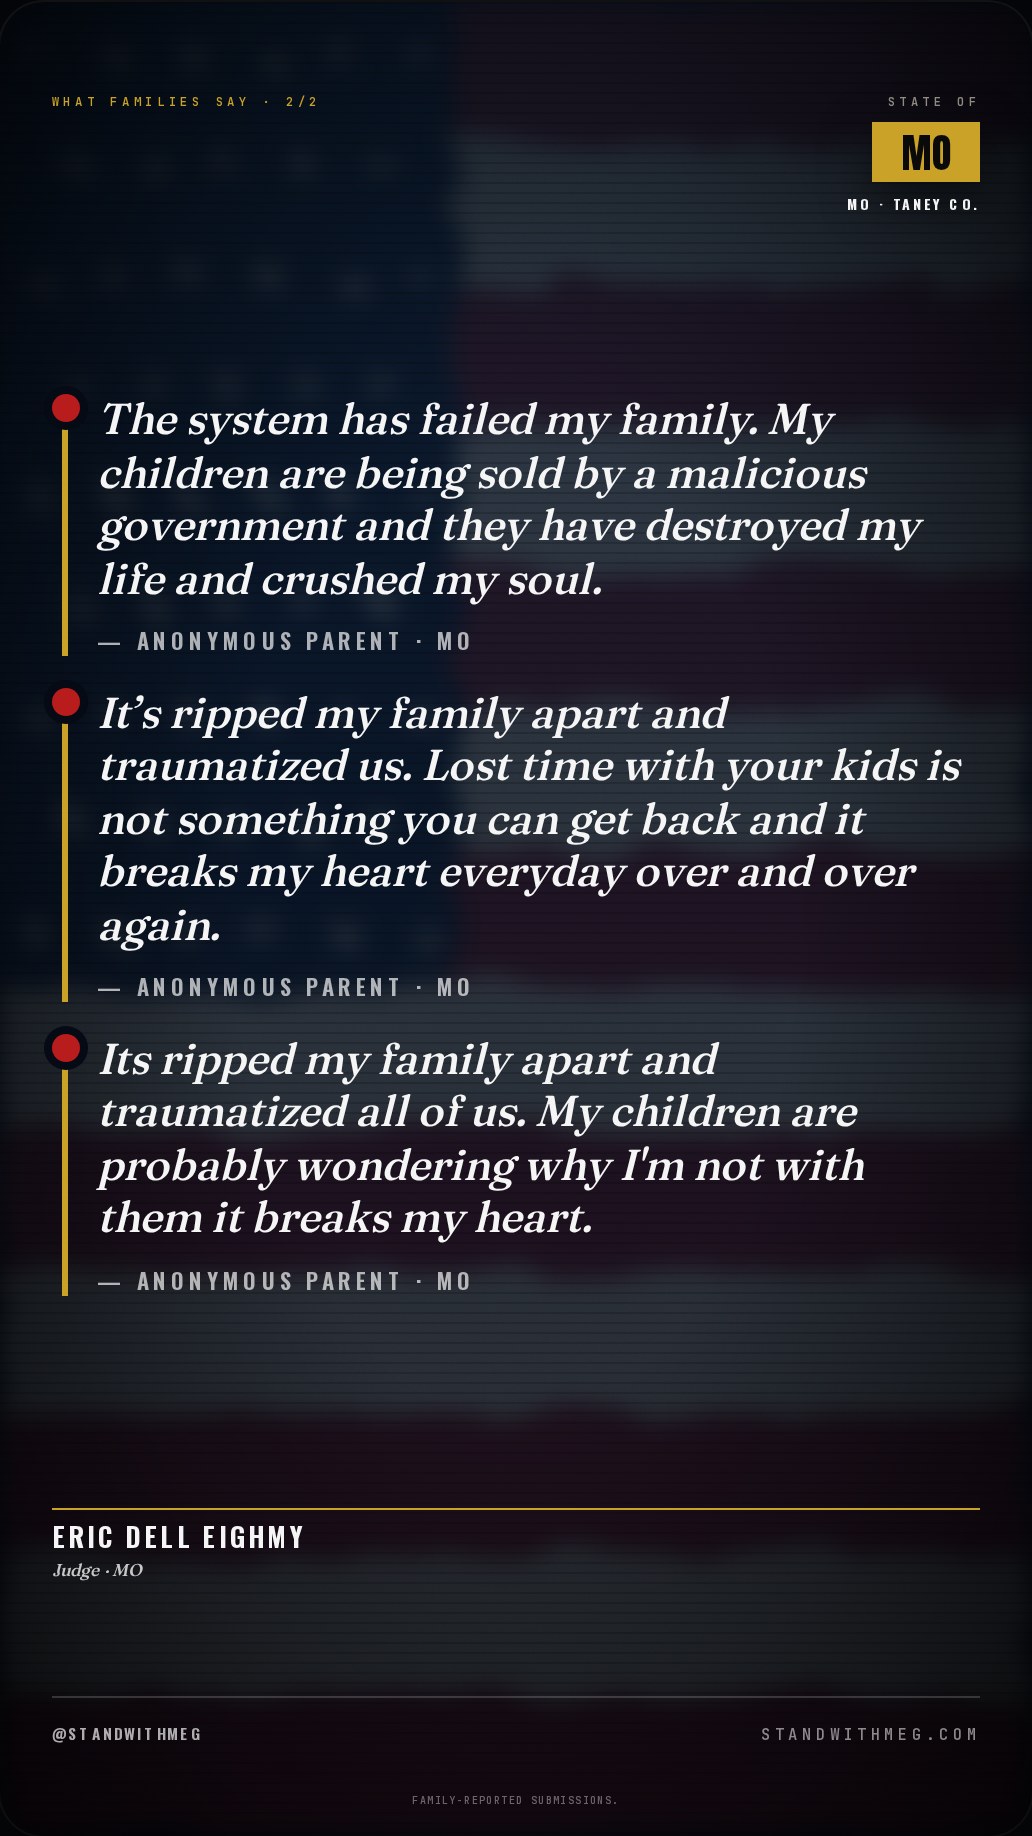 WHAT FAMILIES SAY · 2/2
STATE OF
MO
MO · TANEY CO.
The system has failed my family. My
children are being sold by a malicious
government and they have destroyed my
life and crushed my soul.
— ANONYMOUS PARENT · MO
It’s ripped my family apart and
traumatized us. Lost time with your kids is
not something you can get back and it
breaks my heart everyday over and over
again.
— ANONYMOUS PARENT · MO
Its ripped my family apart and
traumatized all of us. My children are
probably wondering why I'm not with
them it breaks my heart.
— ANONYMOUS PARENT · MO
ERIC DELL EIGHMY
Judge · MO
@STANDWITHMEG
STANDWITHMEG.COM
FAMILY-REPORTED SUBMISSIONS.